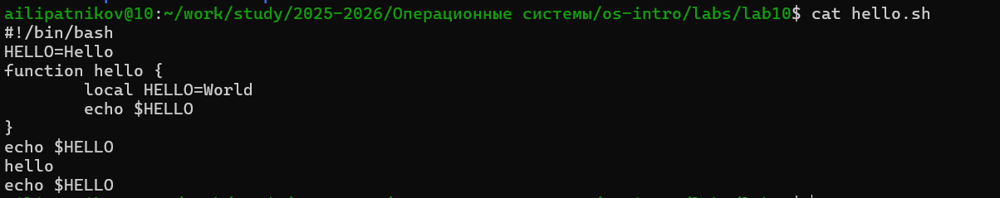 ailipatnikov@10:~/work/study/2025-2026/Операционные системы/os-intro/labs/lab10$ cat hello.sh
#!/bin/bash
HELLO=Hello
function hello {
        local HELLO=World
        echo $HELLO
}
echo $HELLO
hello
echo $HELLO